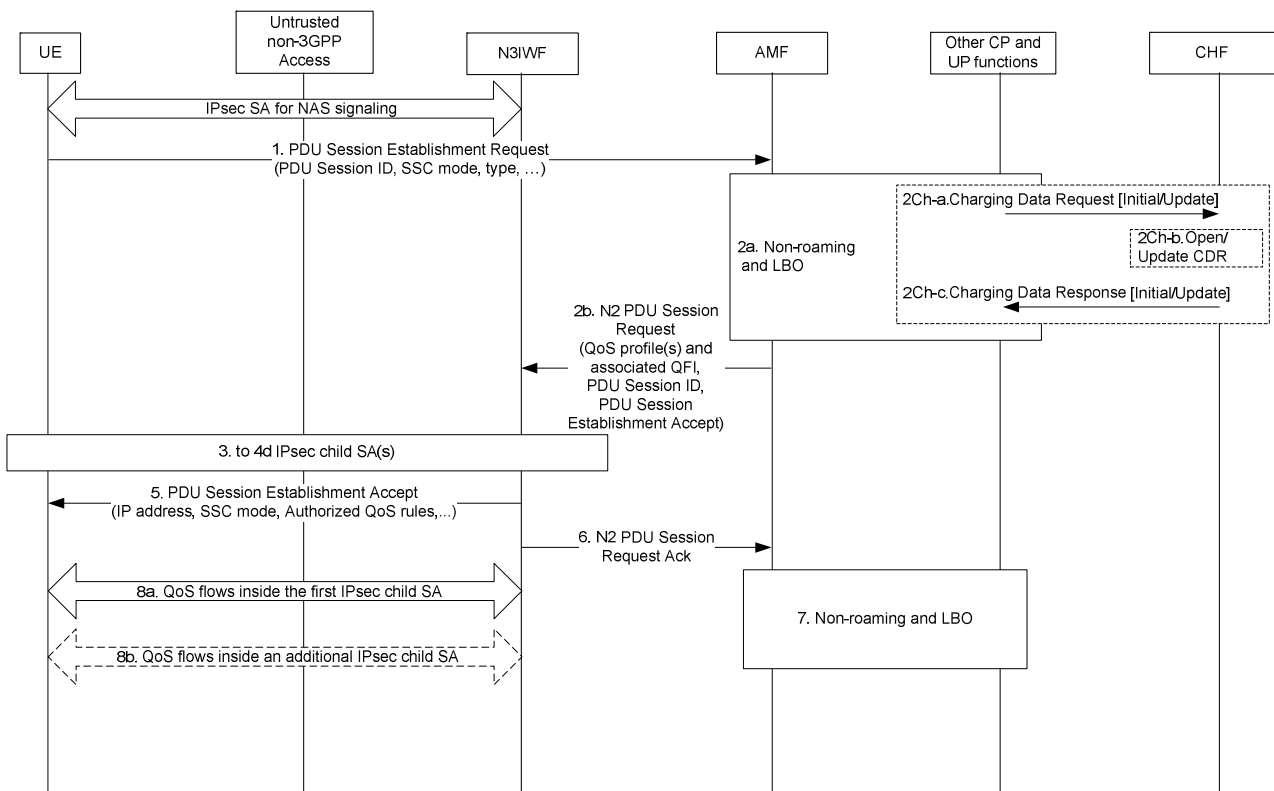 UE
Untrusted
non-3GPP
Access
N3IWF
AMF
Other CP and
UP functions
CHF
IPsec SA for NAS signaling
1. PDU Session Establishment Request
(PDU Session ID, SSC mode, type, …)
2Ch-a.Charging Data Request [Initial/Update]
2a. Non-roaming
and LBO
2Ch-b.Open/
Update CDR
2Ch-c.Charging Data Response [Initial/Update]
2b. N2 PDU Session
Request
(QoS profile(s) and
associated QFI,
PDU Session ID,
PDU Session
Establishment Accept)
3. to 4d IPsec child SA(s)
5. PDU Session Establishment Accept
(IP address, SSC mode, Authorized QoS rules,...)
6. N2 PDU Session
Request Ack
8a. QoS flows inside the first IPsec child SA
7. Non-roaming and LBO
8b. QoS flows inside an additional IPsec child SA